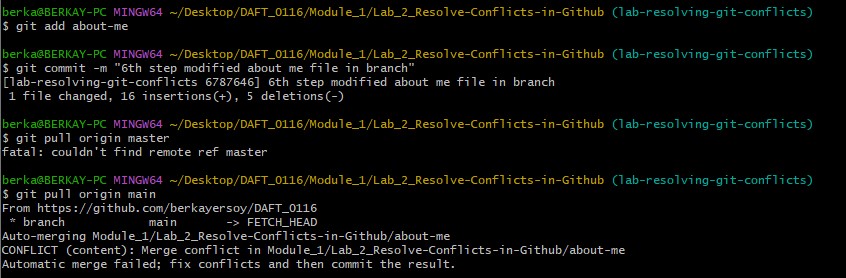 berka@BERKAY-PC MINGW64 ~/Desktop/DAFT_0116/Module_1/Lab_2_Resolve-Conflicts-in-Github (lab-resolving-git-conflicts)
$ git add about-me
berka@BERKAY-PC MINGW64 ~/Desktop/DAFT_0116/Module_1/Lab_2_Resolve-Conflicts-in-Github (lab-resolving-git-conflicts)
$ git commit -m "6th step modified about me file in branch"
[lab-resolving-git-conflicts 6787646] 6th step modified about me file in branch
1 file changed, 16 insertions(+), 5 deletions(-)
berka@BERKAY-PC MINGW64 ~/Desktop/DAFT_0116/Module_1/Lab_2_Resolve-Conflicts-in-Github (lab-resolving-git-conflicts)
$ git pull origin master
fatal: couldn't find remote ref master
berka@BERKAY-PC MINGW64 ~/Desktop/DAFT_0116/Module_1/Lab_2_Resolve-Conflicts-in-Github (lab-resolving-git-conflicts)
$ git pull origin main
From https://github.com/berkayersoy/DAFT_0116
* branch            main       -> FETCH_HEAD
Auto-merging Module_1/Lab_2_Resolve-Conflicts-in-Github/about-me
CONFLICT (content): Merge conflict in Module_1/Lab_2_Resolve-Conflicts-in-Github/about-me
Automatic merge failed; fix conflicts and then commit the result.